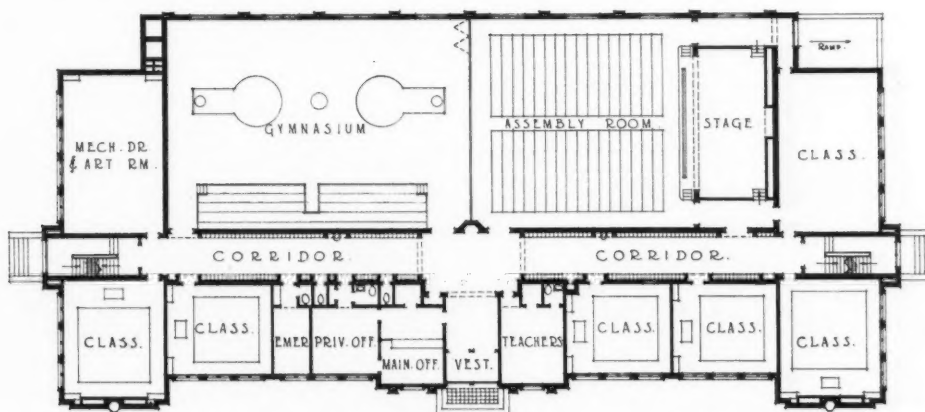 RAMP.
GYMNASIUM
ASSEMBLY ROOM.
STAGE
MECH. DR.
& ART RM.
CLASS.
CORRIDOR.
CORRIDOR.
CLASS.
CLASS.
EMER.
PRIV. OFF.
MAIN. OFF.
VEST.
TEACHERS
CLASS.
CLASS.
CLASS.